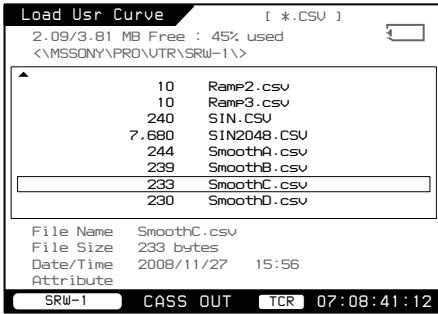 Load Usr Curve [ *.CSV ]
2.09/3.81 MB Free : 45% used
<\MSSONY\PRO\VTR\SRW-1\>
10 Ramp2.csv
10 Ramp3.csv
240 SIN.CSV
7,680 SIN2048.CSV
244 SmoothA.csv
239 SmoothB.csv
233 SmoothC.csv
230 SmoothD.csv
File Name SmoothC.csv
File Size 233 bytes
Date/Time 2008/11/27 15:56
Attribute
SRW-1 CASS OUT TCR 07:08:41:12